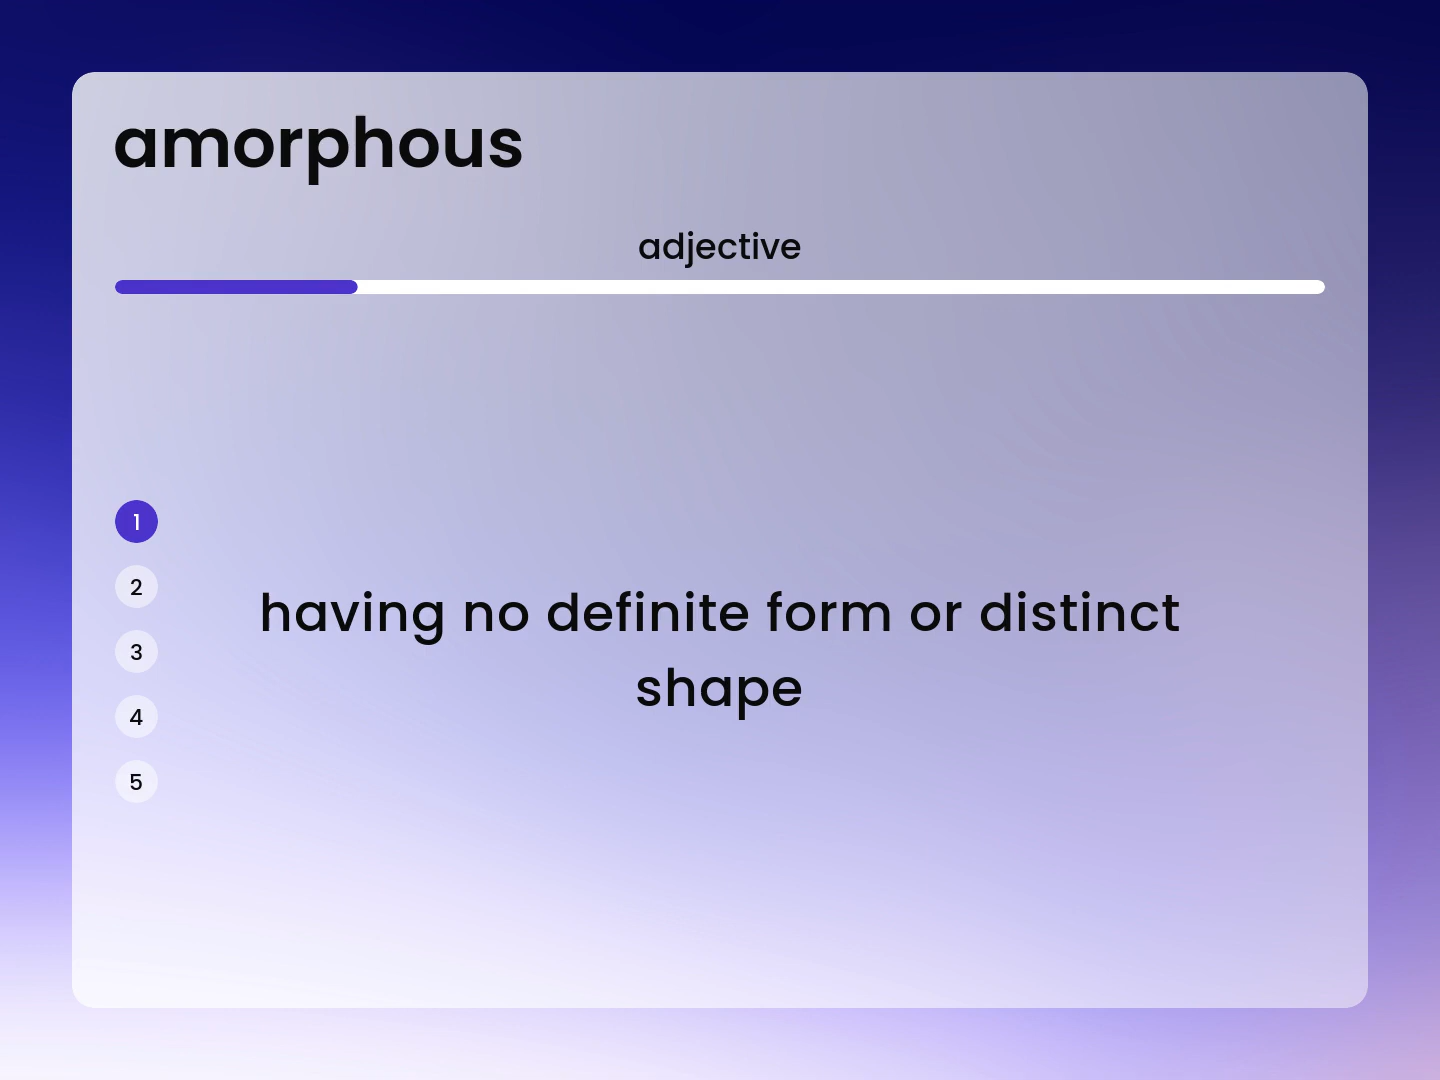 amorphous
adjective
1
2
3
4
5
having no definite form or distinct
shape